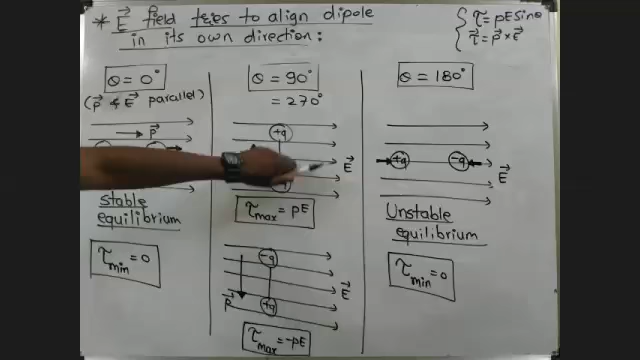 * E⃗ field tries to align dipole
in its own direction:
τ = pE sinθ
τ⃗ = p⃗ × E⃗
θ = 0°
(p⃗ & E⃗ parallel)
p⃗
stable
equilibrium
τmin = 0
θ = 90°
= 270°
+q
E⃗
-q
τmax = pE
-q
E⃗
p⃗
+q
τmax = -pE
θ = 180°
+q -q
E⃗
Unstable
equilibrium
τmin = 0